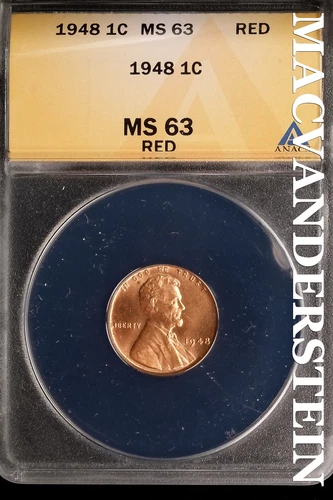 1948 1C MS 63 RED
1948 1C
MS 63
RED
ANACS
IN GOD WE TRUST
LIBERTY
1948
MACVANDERSTEIN